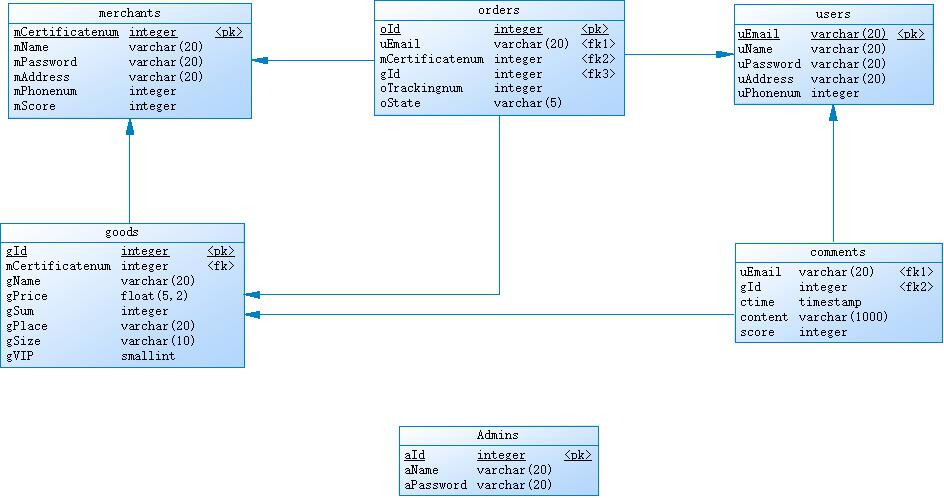 merchants
mCertificatenum integer <pk>
mName varchar(20)
mPassword varchar(20)
mAddress varchar(20)
mPhonenum integer
mScore integer
orders
oId integer <pk>
uEmail varchar(20) <fk1>
mCertificatenum integer <fk2>
gId integer <fk3>
oTrackingnum integer
oState varchar(5)
users
uEmail varchar(20) <pk>
uName varchar(20)
uPassword varchar(20)
uAddress varchar(20)
uPhonenum integer
goods
gId integer <pk>
mCertificatenum integer <fk>
gName varchar(20)
gPrice float(5,2)
gSum integer
gPlace varchar(20)
gSize varchar(10)
gVIP smallint
comments
uEmail varchar(20) <fk1>
gId integer <fk2>
ctime timestamp
content varchar(1000)
score integer
Admins
aId integer <pk>
aName varchar(20)
aPassword varchar(20)